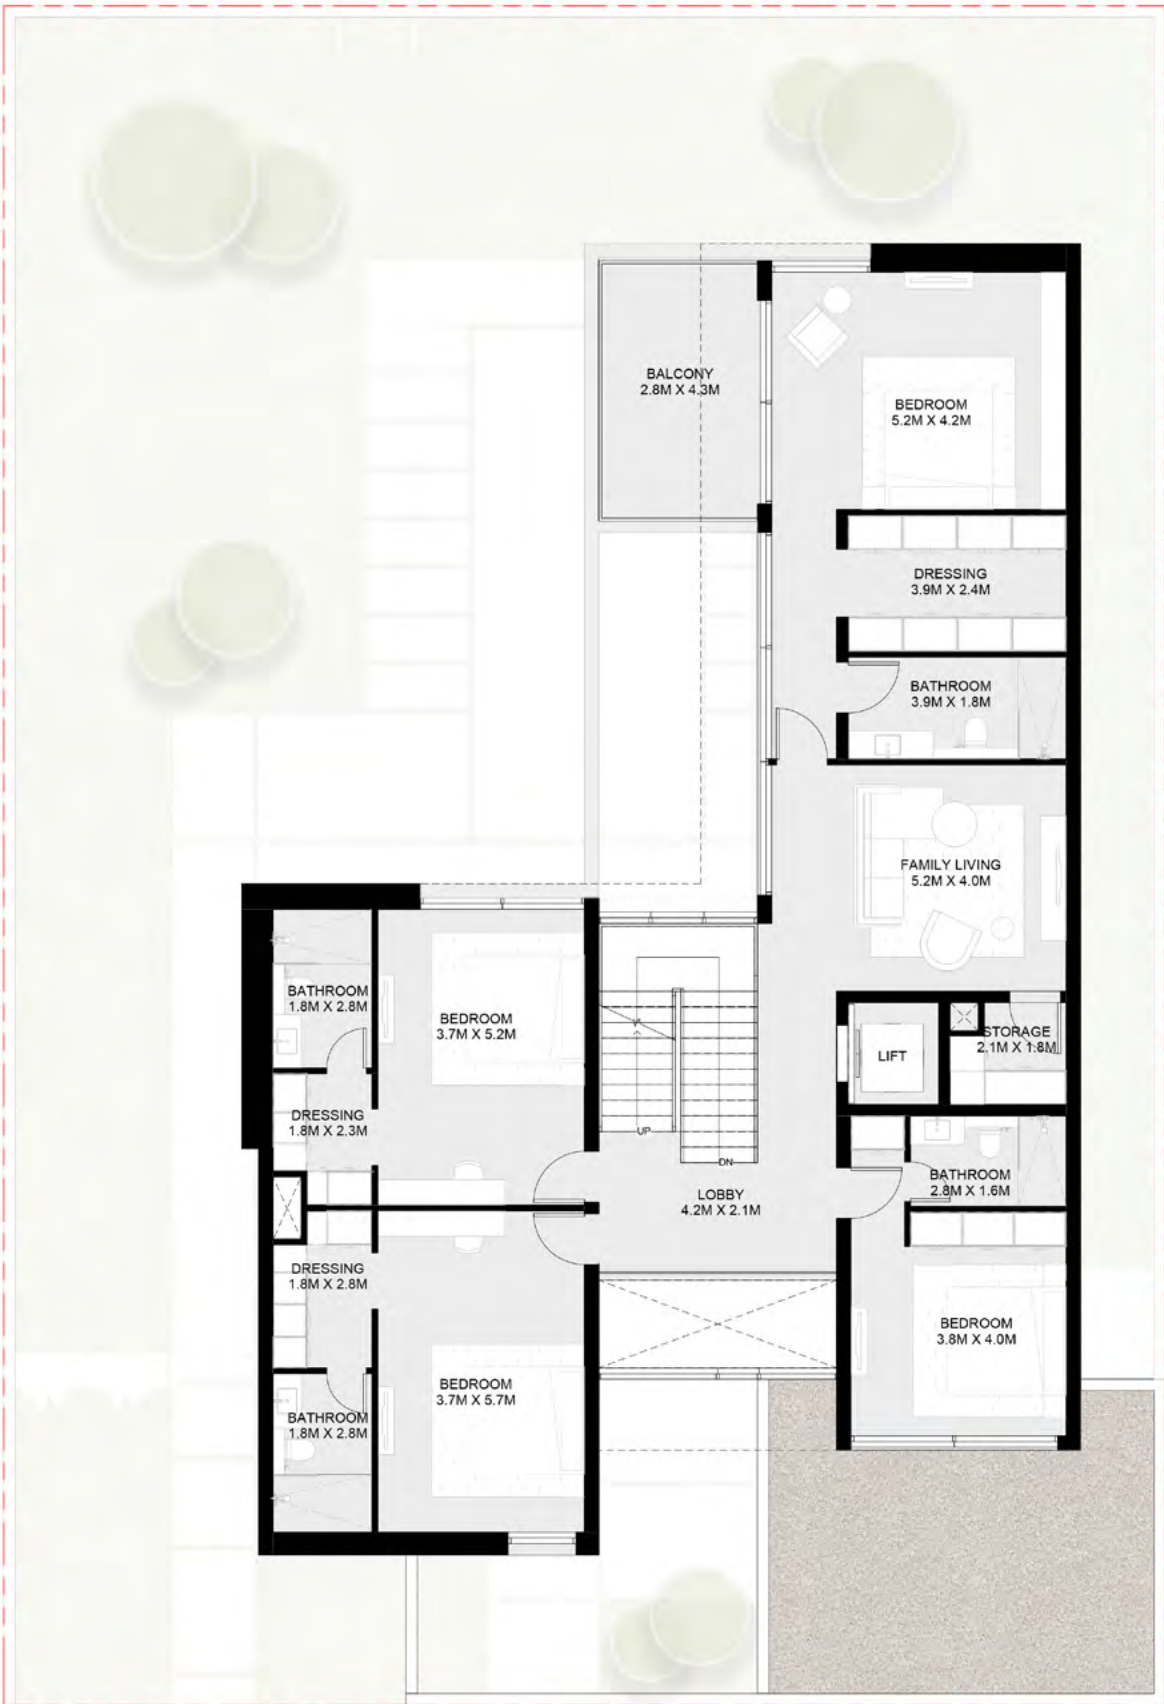 BALCONY
2.8M X 4.3M
BEDROOM
5.2M X 4.2M
DRESSING
3.9M X 2.4M
BATHROOM
3.9M X 1.8M
FAMILY LIVING
5.2M X 4.0M
BATHROOM
1.8M X 2.8M
BEDROOM
3.7M X 5.2M
STORAGE
2.1M X 1.8M
LIFT
DRESSING
1.8M X 2.3M
UP
DN
BATHROOM
2.8M X 1.6M
LOBBY
4.2M X 2.1M
DRESSING
1.8M X 2.8M
BEDROOM
3.8M X 4.0M
BEDROOM
3.7M X 5.7M
BATHROOM
1.8M X 2.8M